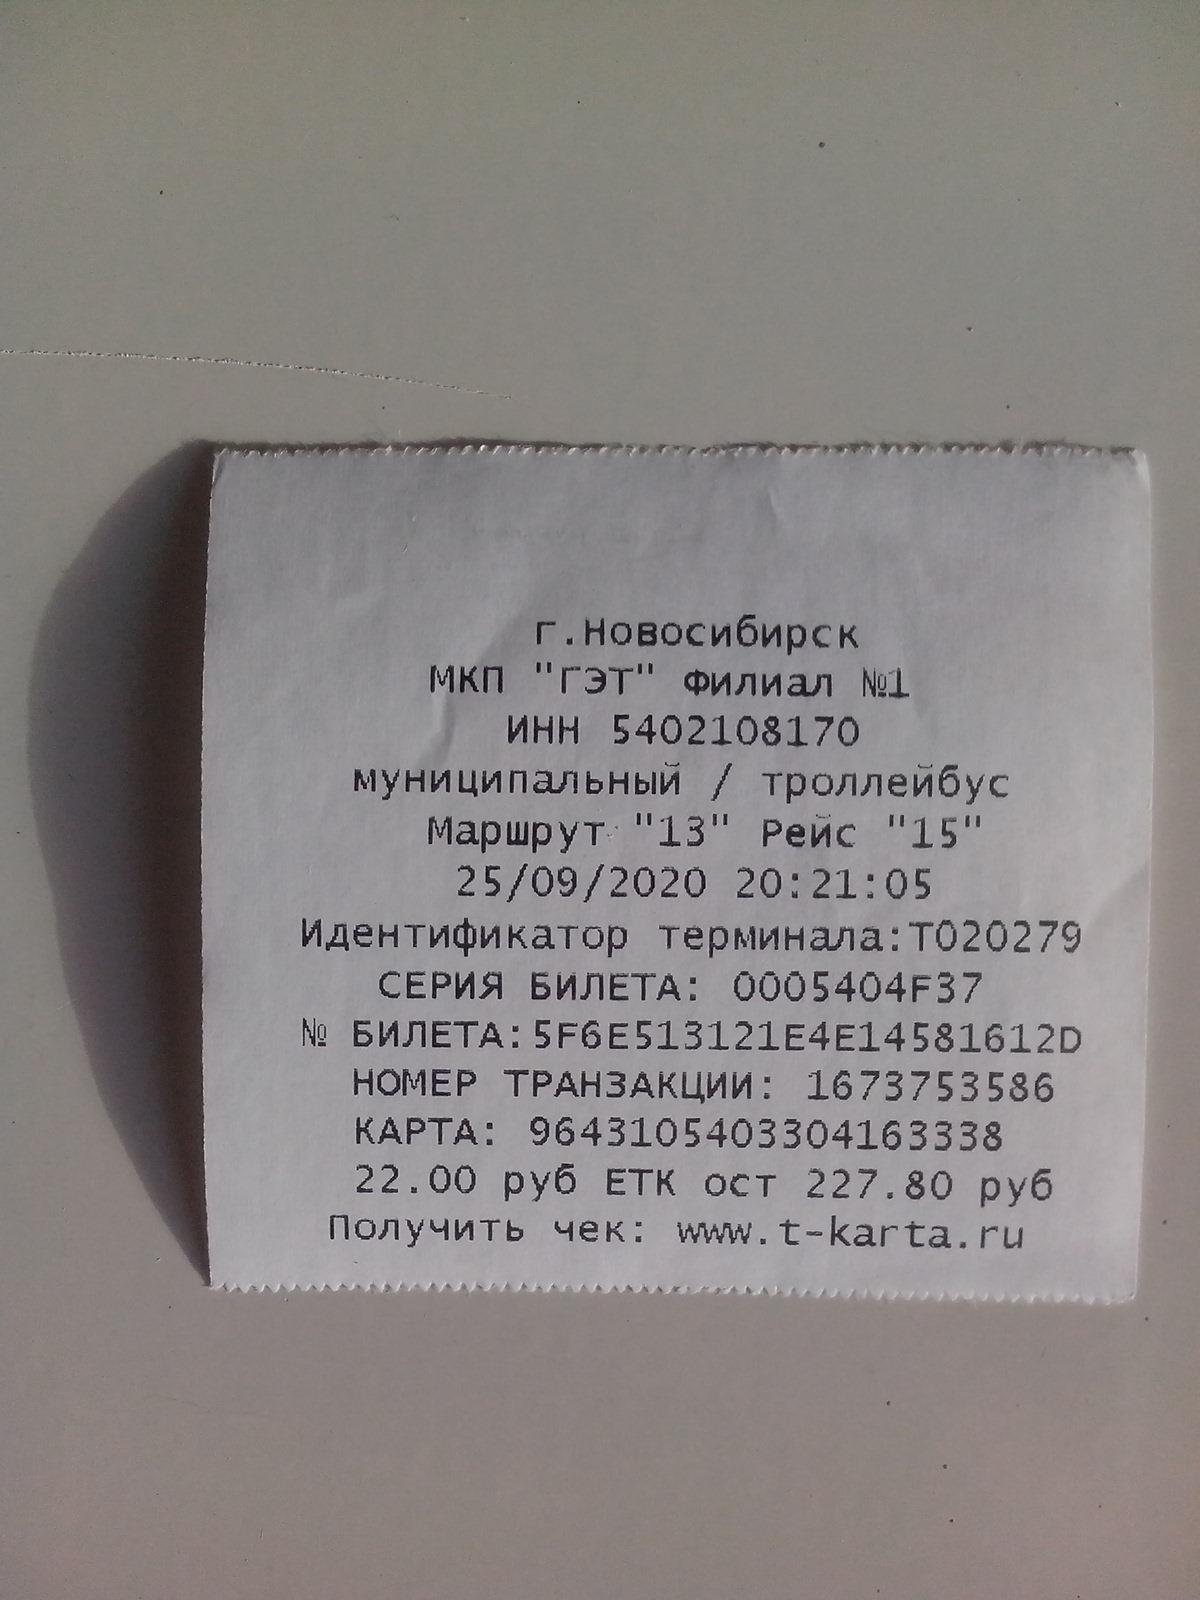 г.Новосибирск
МКП "ГЭТ" Филиал №1
ИНН 5402108170
муниципальный / троллейбус
Маршрут "13" Рейс "15"
25/09/2020 20:21:05
Идентификатор терминала:T020279
СЕРИЯ БИЛЕТА: 0005404F37
№ БИЛЕТА:5F6E513121E4E14581612D
НОМЕР ТРАНЗАКЦИИ: 1673753586
КАРТА: 9643105403304163338
22.00 руб ЕТК ост 227.80 руб
Получить чек: www.t-karta.ru